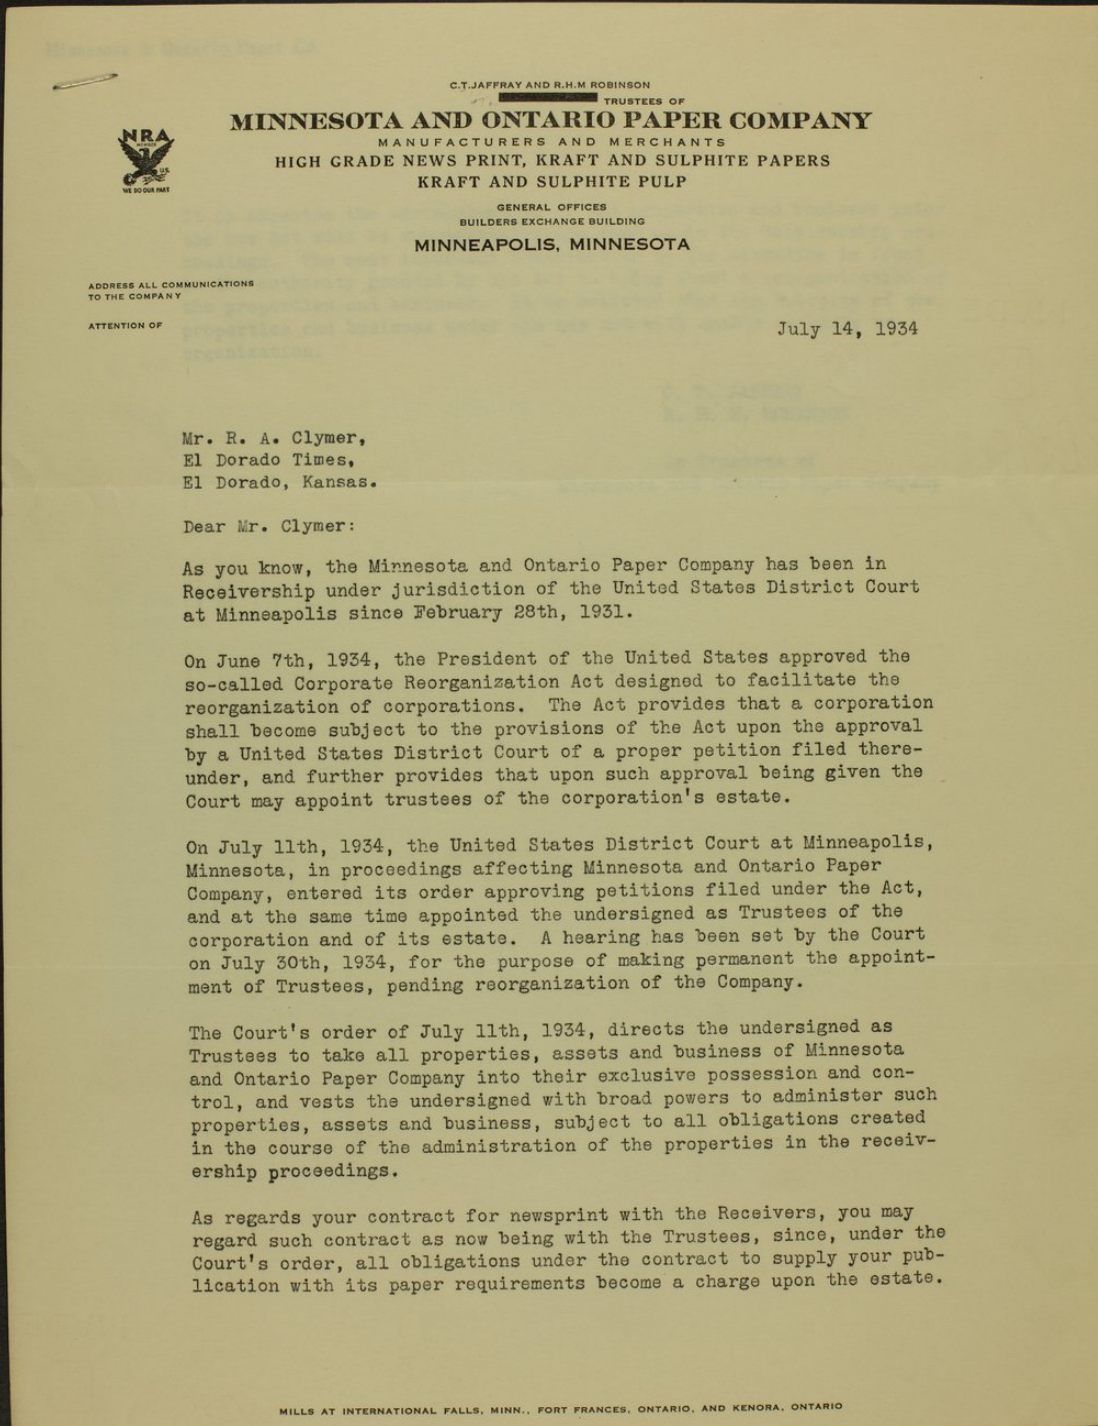 C.T.JAFFRAY AND R.H.M ROBINSON
TRUSTEES OF
MINNESOTA AND ONTARIO PAPER COMPANY
MANUFACTURERS AND MERCHANTS
HIGH GRADE NEWS PRINT, KRAFT AND SULPHITE PAPERS
KRAFT AND SULPHITE PULP
GENERAL OFFICES
BUILDERS EXCHANGE BUILDING
MINNEAPOLIS, MINNESOTA
NRA
MEMBER
U.S.
WE DO OUR PART
ADDRESS ALL COMMUNICATIONS
TO THE COMPANY
ATTENTION OF
July 14, 1934
Mr. R. A. Clymer,
El Dorado Times,
El Dorado, Kansas.
Dear Mr. Clymer:
As you know, the Minnesota and Ontario Paper Company has been in
Receivership under jurisdiction of the United States District Court
at Minneapolis since February 28th, 1931.
On June 7th, 1934, the President of the United States approved the
so-called Corporate Reorganization Act designed to facilitate the
reorganization of corporations. The Act provides that a corporation
shall become subject to the provisions of the Act upon the approval
by a United States District Court of a proper petition filed there-
under, and further provides that upon such approval being given the
Court may appoint trustees of the corporation's estate.
On July 11th, 1934, the United States District Court at Minneapolis,
Minnesota, in proceedings affecting Minnesota and Ontario Paper
Company, entered its order approving petitions filed under the Act,
and at the same time appointed the undersigned as Trustees of the
corporation and of its estate. A hearing has been set by the Court
on July 30th, 1934, for the purpose of making permanent the appoint-
ment of Trustees, pending reorganization of the Company.
The Court's order of July 11th, 1934, directs the undersigned as
Trustees to take all properties, assets and business of Minnesota
and Ontario Paper Company into their exclusive possession and con-
trol, and vests the undersigned with broad powers to administer such
properties, assets and business, subject to all obligations created
in the course of the administration of the properties in the receiv-
ership proceedings.
As regards your contract for newsprint with the Receivers, you may
regard such contract as now being with the Trustees, since, under the
Court's order, all obligations under the contract to supply your pub-
lication with its paper requirements become a charge upon the estate.
MILLS AT INTERNATIONAL FALLS, MINN., FORT FRANCES, ONTARIO, AND KENORA, ONTARIO